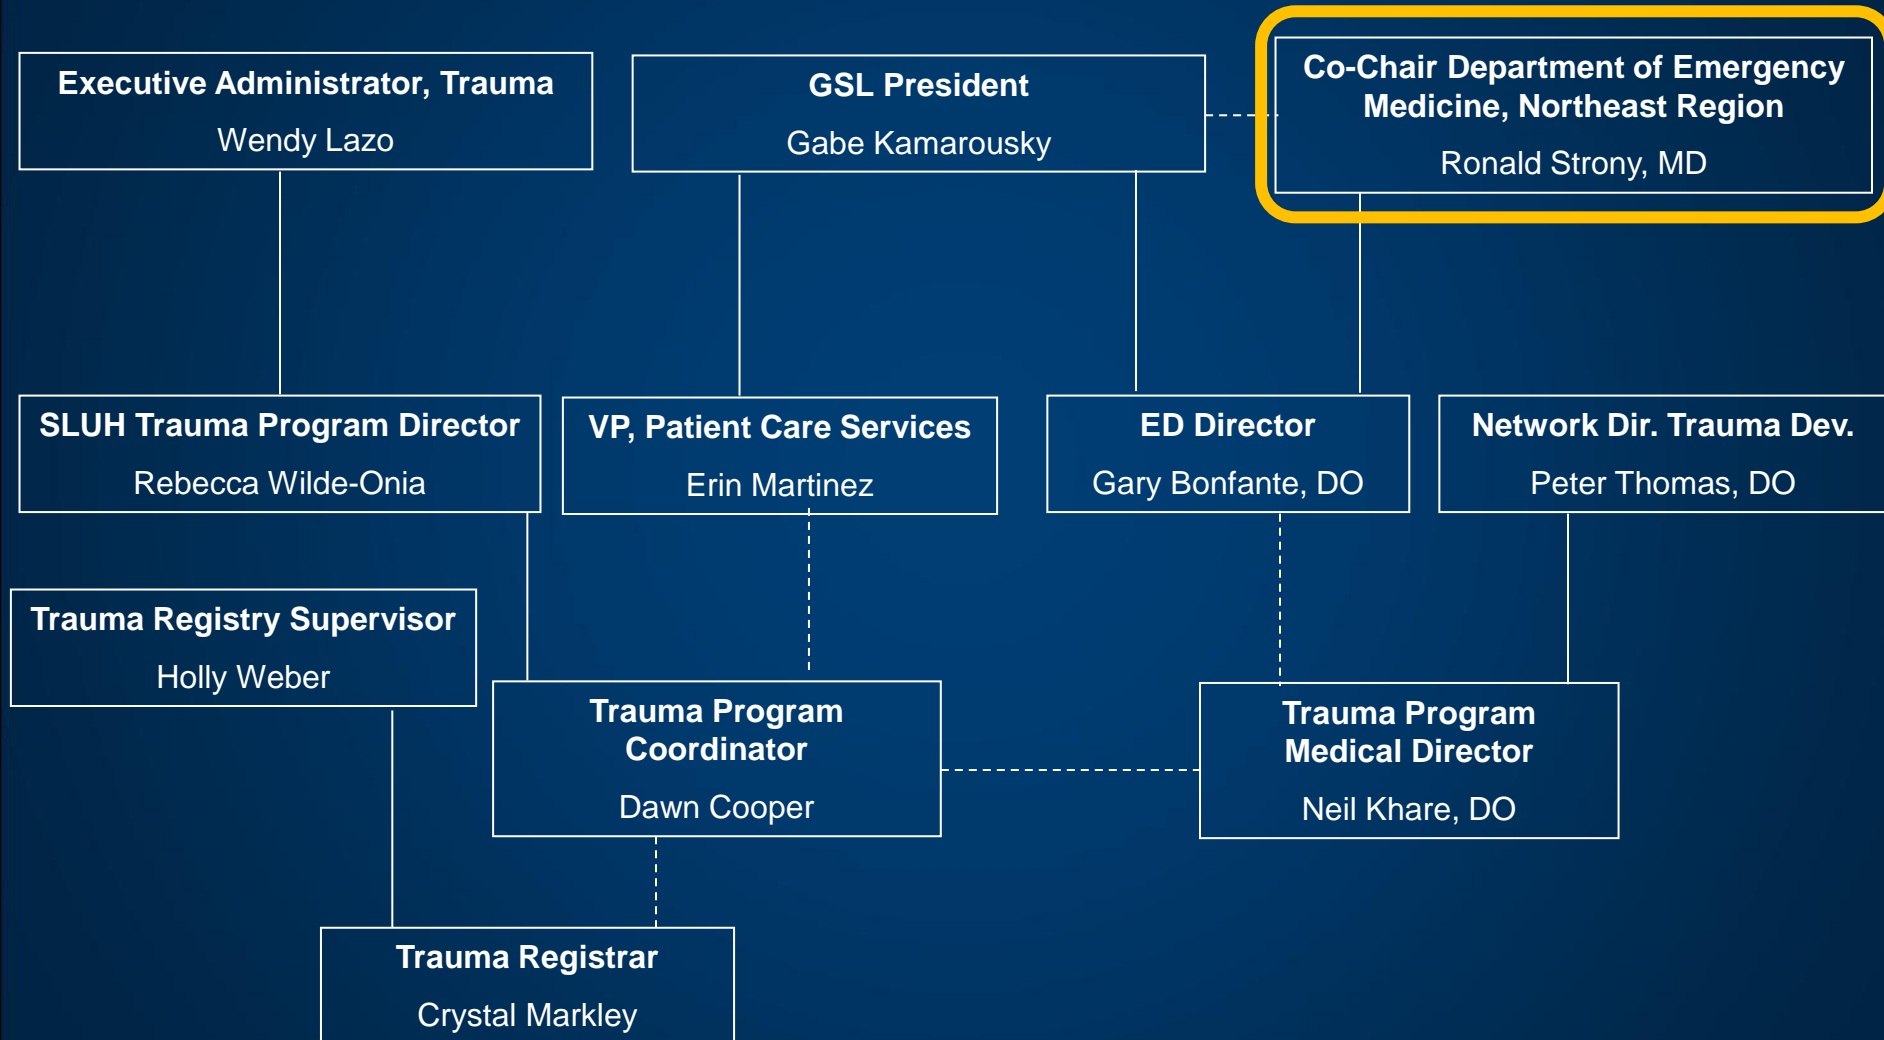 Executive Administrator, Trauma
Wendy Lazo
GSL President
Gabe Kamarousky
Co-Chair Department of Emergency
Medicine, Northeast Region
Ronald Strony, MD
SLUH Trauma Program Director
Rebecca Wilde-Onia
VP, Patient Care Services
Erin Martinez
ED Director
Gary Bonfante, DO
Network Dir. Trauma Dev.
Peter Thomas, DO
Trauma Registry Supervisor
Holly Weber
Trauma Program
Coordinator
Dawn Cooper
Trauma Program
Medical Director
Neil Khare, DO
Trauma Registrar
Crystal Markley